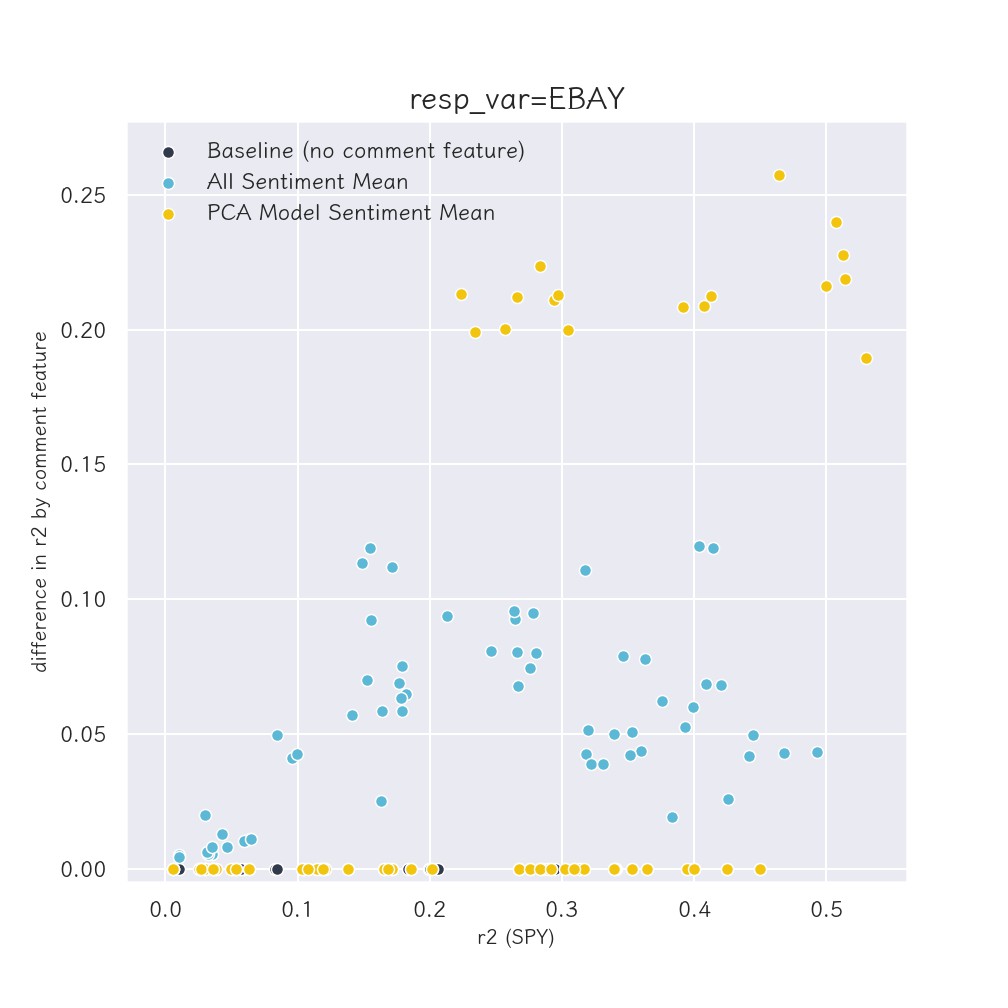 resp_var=EBAY
Baseline (no comment feature)
All Sentiment Mean
PCA Model Sentiment Mean
difference in r2 by comment feature
0.25
0.20
0.15
0.10
0.05
0.00
0.0 0.1 0.2 0.3 0.4 0.5
r2 (SPY)